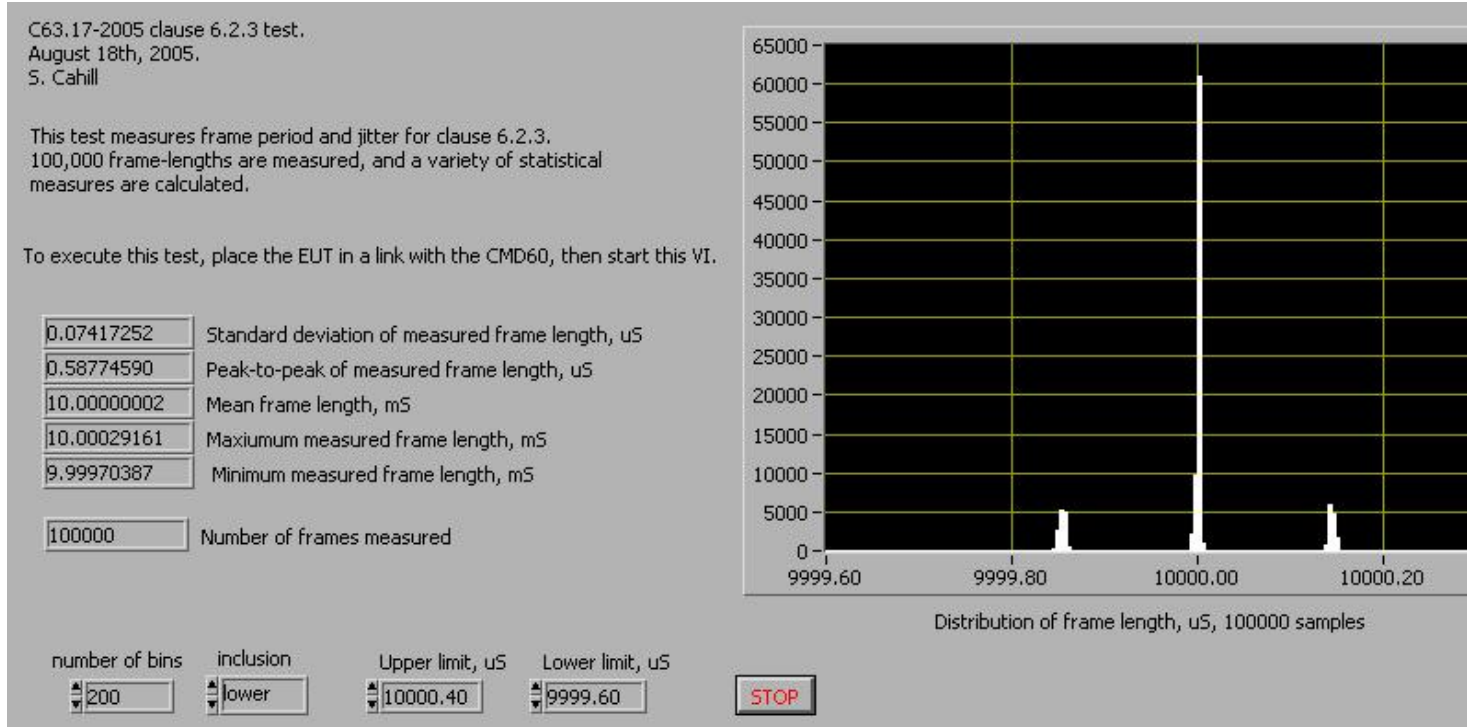 C63.17-2005 clause 6.2.3 test.
August 18th, 2005.
S. Cahill
This test measures frame period and jitter for clause 6.2.3.
100,000 frame-lengths are measured, and a variety of statistical
measures are calculated.
To execute this test, place the EUT in a link with the CMD60, then start this VI.
0.07417252 Standard deviation of measured frame length, uS
0.58774590 Peak-to-peak of measured frame length, uS
10.00000002 Mean frame length, mS
10.00029161 Maxiumum measured frame length, mS
9.99970387 Minimum measured frame length, mS
100000 Number of frames measured
number of bins
200
inclusion
lower
Upper limit, uS
10000.40
Lower limit, uS
9999.60
STOP
65000
60000
55000
50000
45000
40000
35000
30000
25000
20000
15000
10000
5000
0
9999.60 9999.80 10000.00 10000.20
Distribution of frame length, uS, 100000 samples